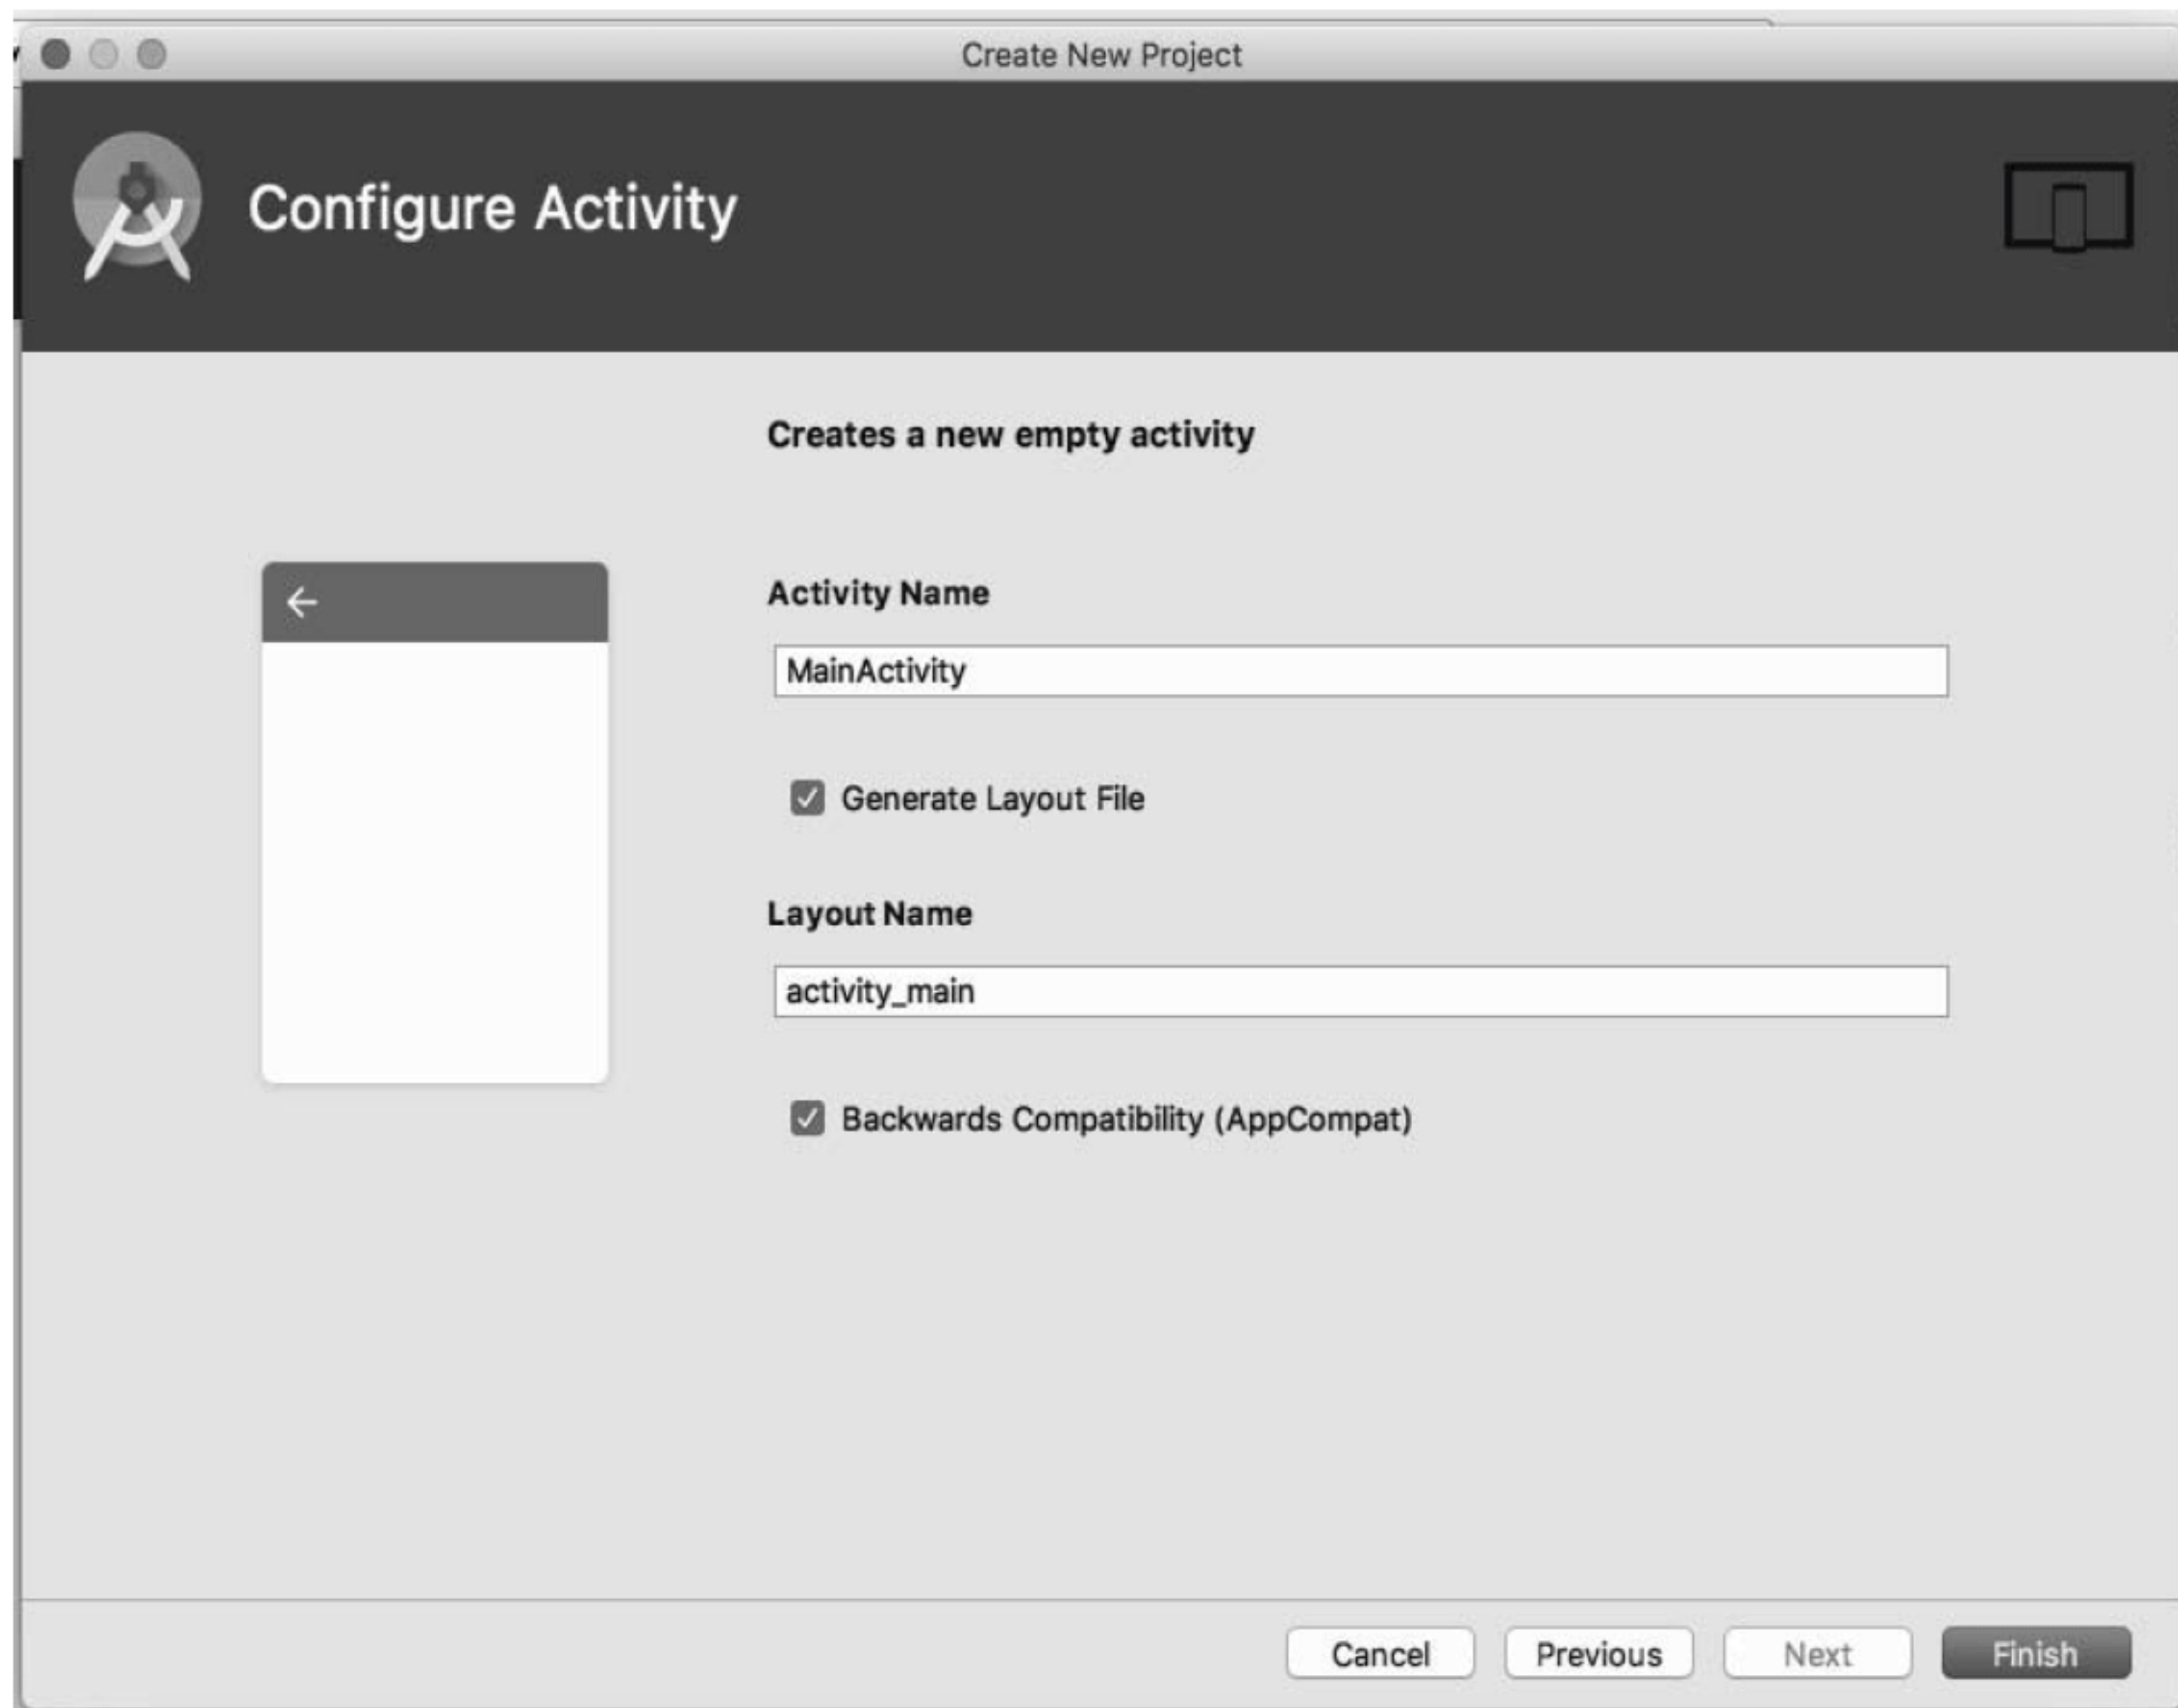 Create New Project
Configure Activity
Creates a new empty activity
Activity Name
MainActivity
Generate Layout File
Layout Name
activity_main
Backwards Compatibility (AppCompat)
Cancel Previous Next Finish